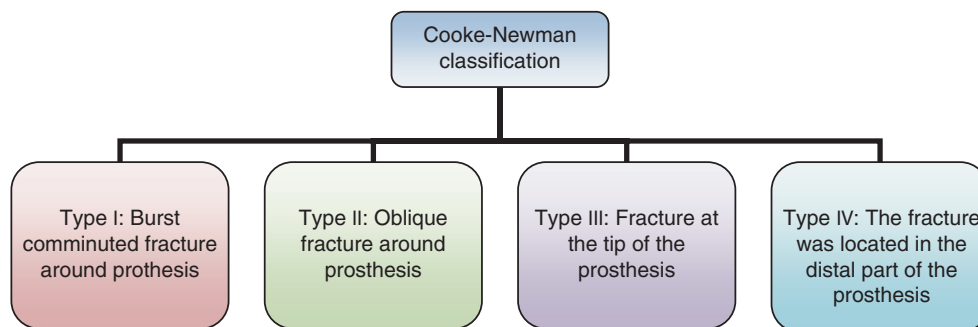 Cooke-Newman
classification
Type I: Burst
comminuted fracture
around prothesis
Type II: Oblique
fracture around
prosthesis
Type III: Fracture at
the tip of the
prosthesis
Type IV: The fracture
was located in the
distal part of the
prosthesis